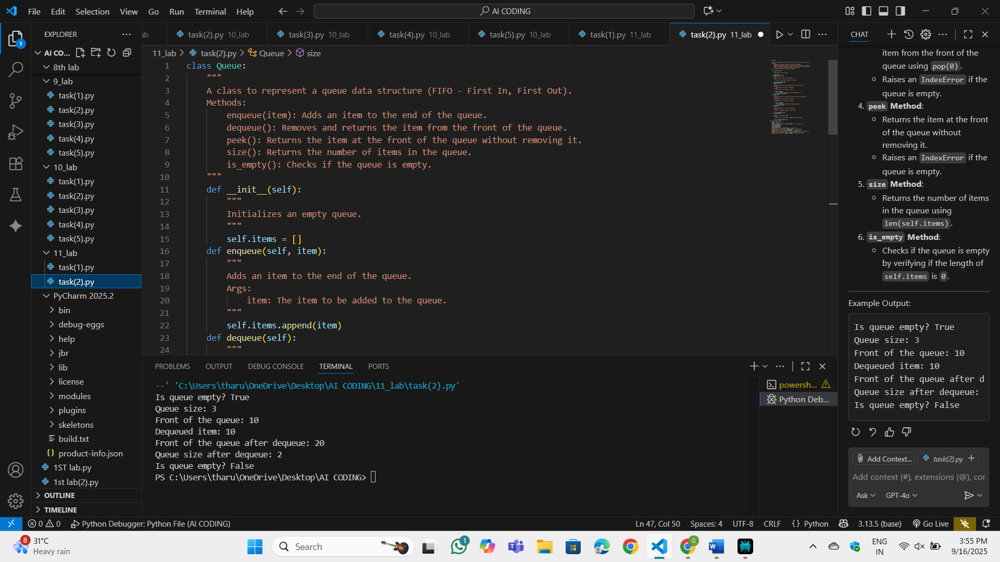 File Edit Selection View Go Run Terminal Help
AI CODING
EXPLORER
AI CO...
8th lab
9_lab
task(1).py
task(2).py
task(3).py
task(4).py
task(5).py
10_lab
task(1).py
task(2).py
task(3).py
task(4).py
task(5).py
11_lab
task(1).py
task(2).py
PyCharm 2025.2
bin
debug-eggs
help
jbr
lib
license
modules
plugins
skeletons
build.txt
product-info.json
1ST lab.py
1st lab(2).py
OUTLINE
TIMELINE
1
ab task(2).py 10_lab task(3).py 10_lab task(4).py 10_lab task(5).py 10_lab task(1).py 11_lab task(2).py 11_lab
11_lab > task(2).py > Queue > size
1 class Queue:
2 """
3 A class to represent a queue data structure (FIFO - First In, First Out).
4 Methods:
5 enqueue(item): Adds an item to the end of the queue.
6 dequeue(): Removes and returns the item from the front of the queue.
7 peek(): Returns the item at the front of the queue without removing it.
8 size(): Returns the number of items in the queue.
9 is_empty(): Checks if the queue is empty.
10 """
11 def __init__(self):
12 """
13 Initializes an empty queue.
14 """
15 self.items = []
16 def enqueue(self, item):
17 """
18 Adds an item to the end of the queue.
19 Args:
20 item: The item to be added to the queue.
21 """
22 self.items.append(item)
23 def dequeue(self):
24 """
PROBLEMS OUTPUT DEBUG CONSOLE TERMINAL PORTS
--' 'C:\Users\tharu\OneDrive\Desktop\AI CODING\11_lab\task(2).py'
Is queue empty? True
Queue size: 3
Front of the queue: 10
Dequeued item: 10
Front of the queue after dequeue: 20
Queue size after dequeue: 2
Is queue empty? False
PS C:\Users\tharu\OneDrive\Desktop\AI CODING>
powersh...
Python Deb...
CHAT
item from the front of the
queue using pop(0).
Raises an IndexError if the
queue is empty.
4. peek Method:
Returns the item at the front
of the queue without
removing it.
Raises an IndexError if the
queue is empty.
5. size Method:
Returns the number of items
in the queue using
len(self.items).
6. is_empty Method:
Checks if the queue is empty
by verifying if the length of
self.items is 0.
Example Output:
Is queue empty? True
Queue size: 3
Front of the queue: 10
Dequeued item: 10
Front of the queue after d
Queue size after dequeue:
Is queue empty? False
Add Context... task(2).py +
Add context (#), extensions (@), cor
Ask GPT-4o
0 0 Python Debugger: Python File (AI CODING)
Ln 47, Col 50 Spaces: 4 UTF-8 CRLF {} Python 3.13.5 (base) Go Live
8 31°C
Heavy rain
Search
1
G
ENG
IN
3:55 PM
9/16/2025